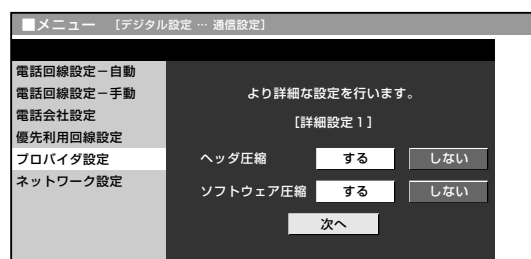 ■メニュー [デジタル設定 … 通信設定]
電話回線設定－自動
電話回線設定－手動
電話会社設定
優先利用回線設定
プロバイダ設定
ネットワーク設定
より詳細な設定を行います。
[詳細設定1]
ヘッダ圧縮 する しない
ソフトウェア圧縮 する しない
次へ